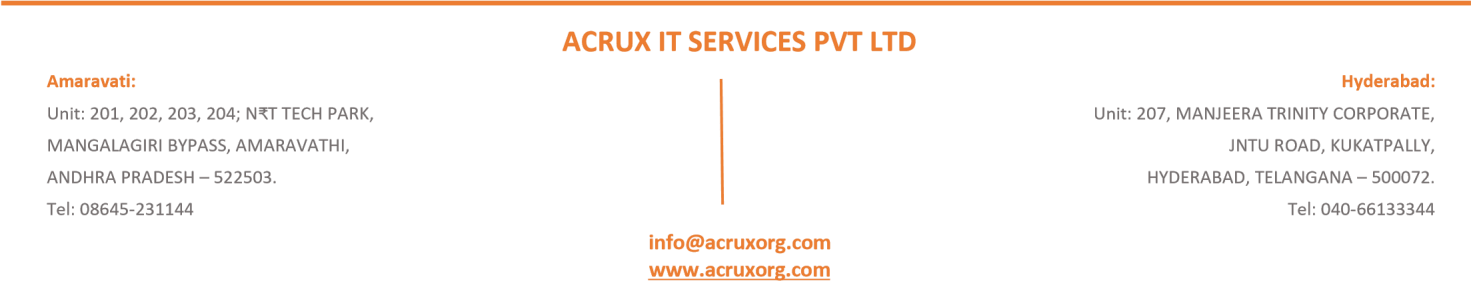 ACRUX IT SERVICES PVT LTD
Amaravati:
Unit: 201, 202, 203, 204; N₹T TECH PARK,
MANGALAGIRI BYPASS, AMARAVATHI,
ANDHRA PRADESH – 522503.
Tel: 08645-231144
Hyderabad:
Unit: 207, MANJEERA TRINITY CORPORATE,
JNTU ROAD, KUKATPALLY,
HYDERABAD, TELANGANA – 500072.
Tel: 040-66133344
info@acruxorg.com
www.acruxorg.com